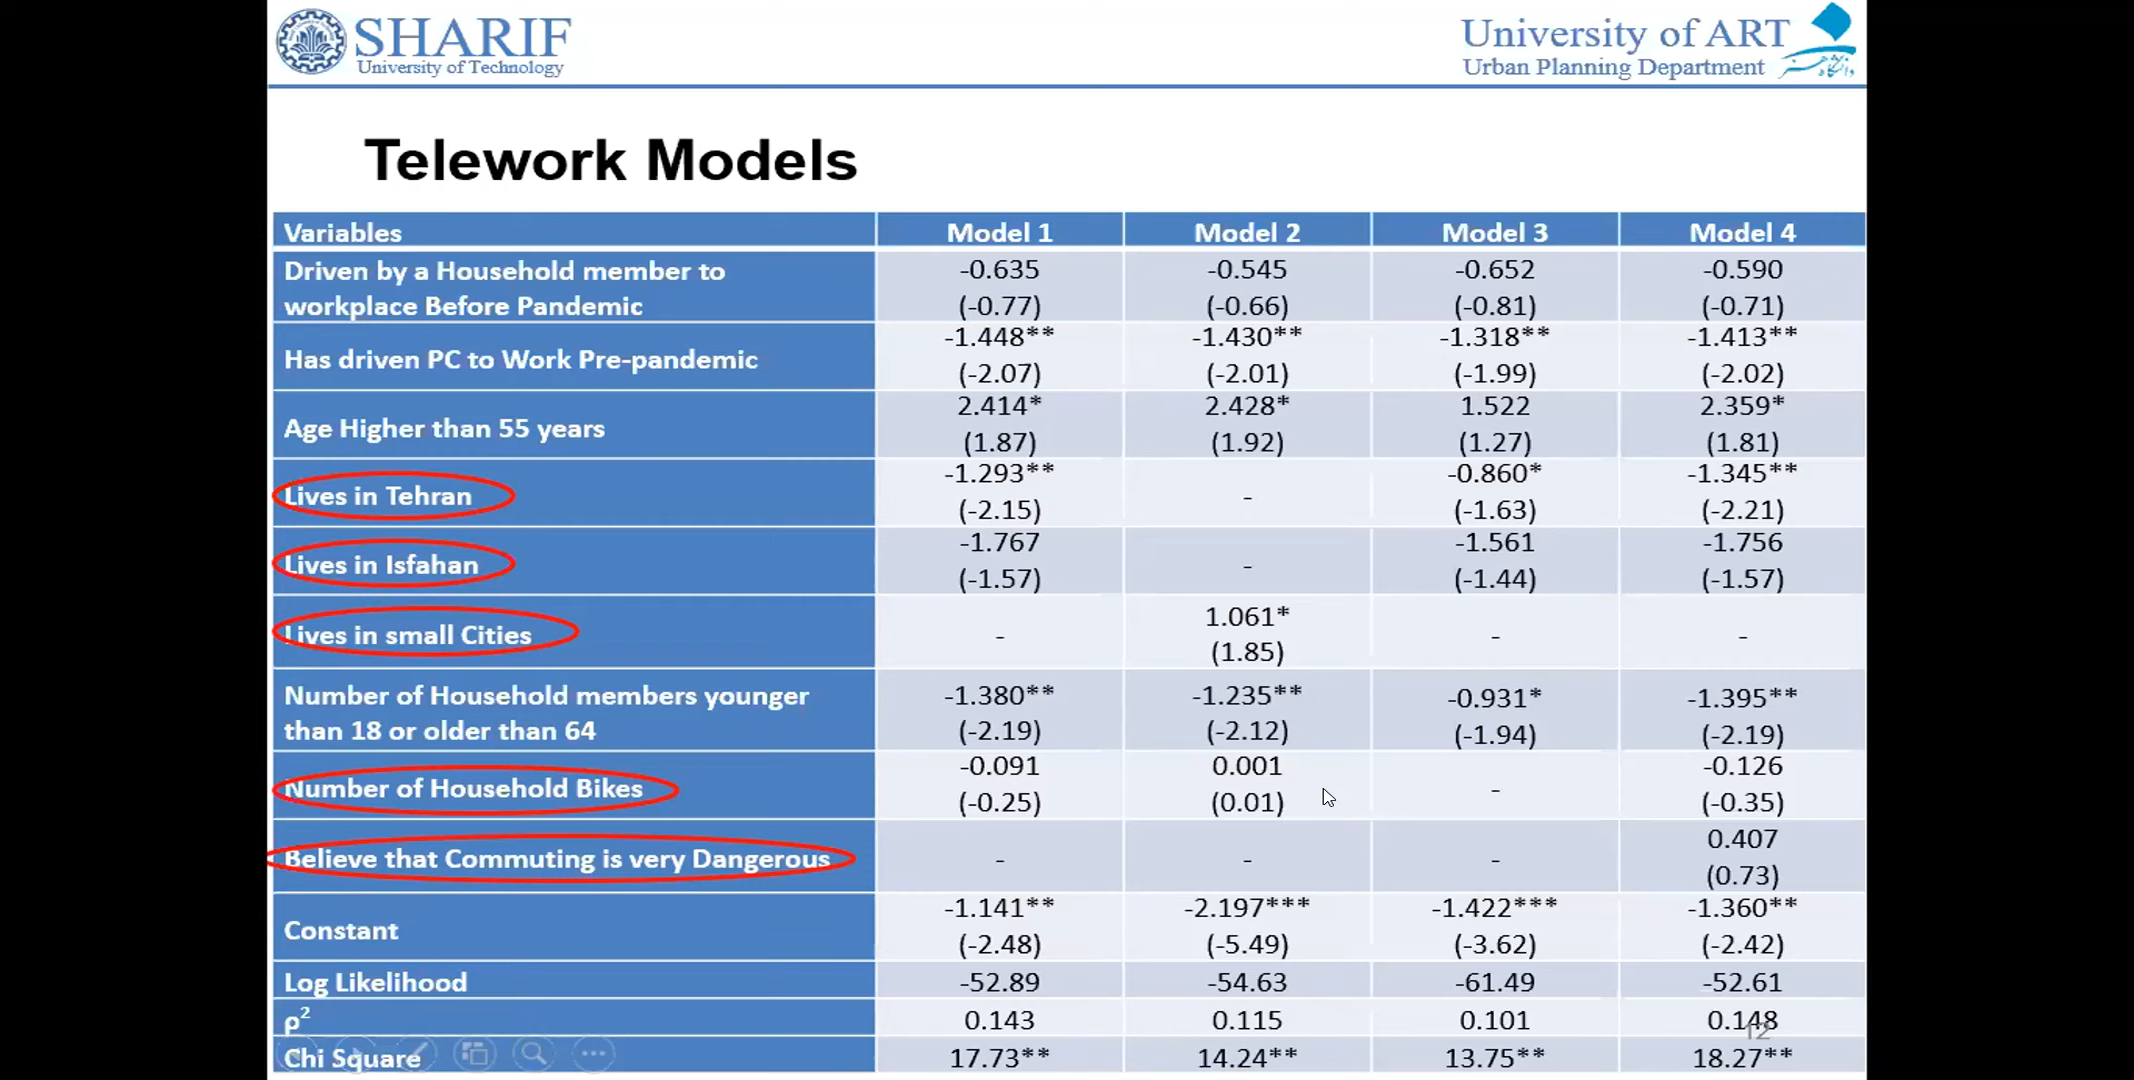 SHARIF
University of Technology
University of ART
Urban Planning Department
Telework Models
Variables Model 1 Model 2 Model 3 Model 4
Driven by a Household member to workplace Before Pandemic -0.635 -0.545 -0.652 -0.590
(-0.77) (-0.66) (-0.81) (-0.71)
Has driven PC to Work Pre-pandemic -1.448** -1.430** -1.318** -1.413**
(-2.07) (-2.01) (-1.99) (-2.02)
Age Higher than 55 years 2.414* 2.428* 1.522 2.359*
(1.87) (1.92) (1.27) (1.81)
Lives in Tehran -1.293** - -0.860* -1.345**
(-2.15) (-1.63) (-2.21)
Lives in Isfahan -1.767 - -1.561 -1.756
(-1.57) (-1.44) (-1.57)
Lives in small Cities - 1.061* - -
(1.85)
Number of Household members younger than 18 or older than 64 -1.380** -1.235** -0.931* -1.395**
(-2.19) (-2.12) (-1.94) (-2.19)
Number of Household Bikes -0.091 0.001 - -0.126
(-0.25) (0.01) (-0.35)
Believe that Commuting is very Dangerous - - - 0.407
(0.73)
Constant -1.141** -2.197*** -1.422*** -1.360**
(-2.48) (-5.49) (-3.62) (-2.42)
Log Likelihood -52.89 -54.63 -61.49 -52.61
ρ² 0.143 0.115 0.101 0.148
12
Chi Square 17.73** 14.24** 13.75** 18.27**